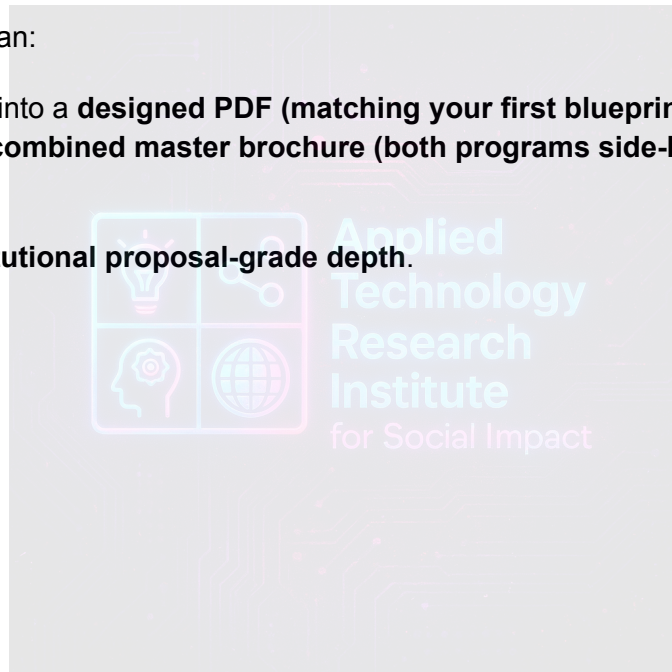 an:
into a designed PDF (matching your first blueprin
combined master brochure (both programs side-
utional proposal-grade depth.
Applied
Technology
Research
Institute
for Social Impact